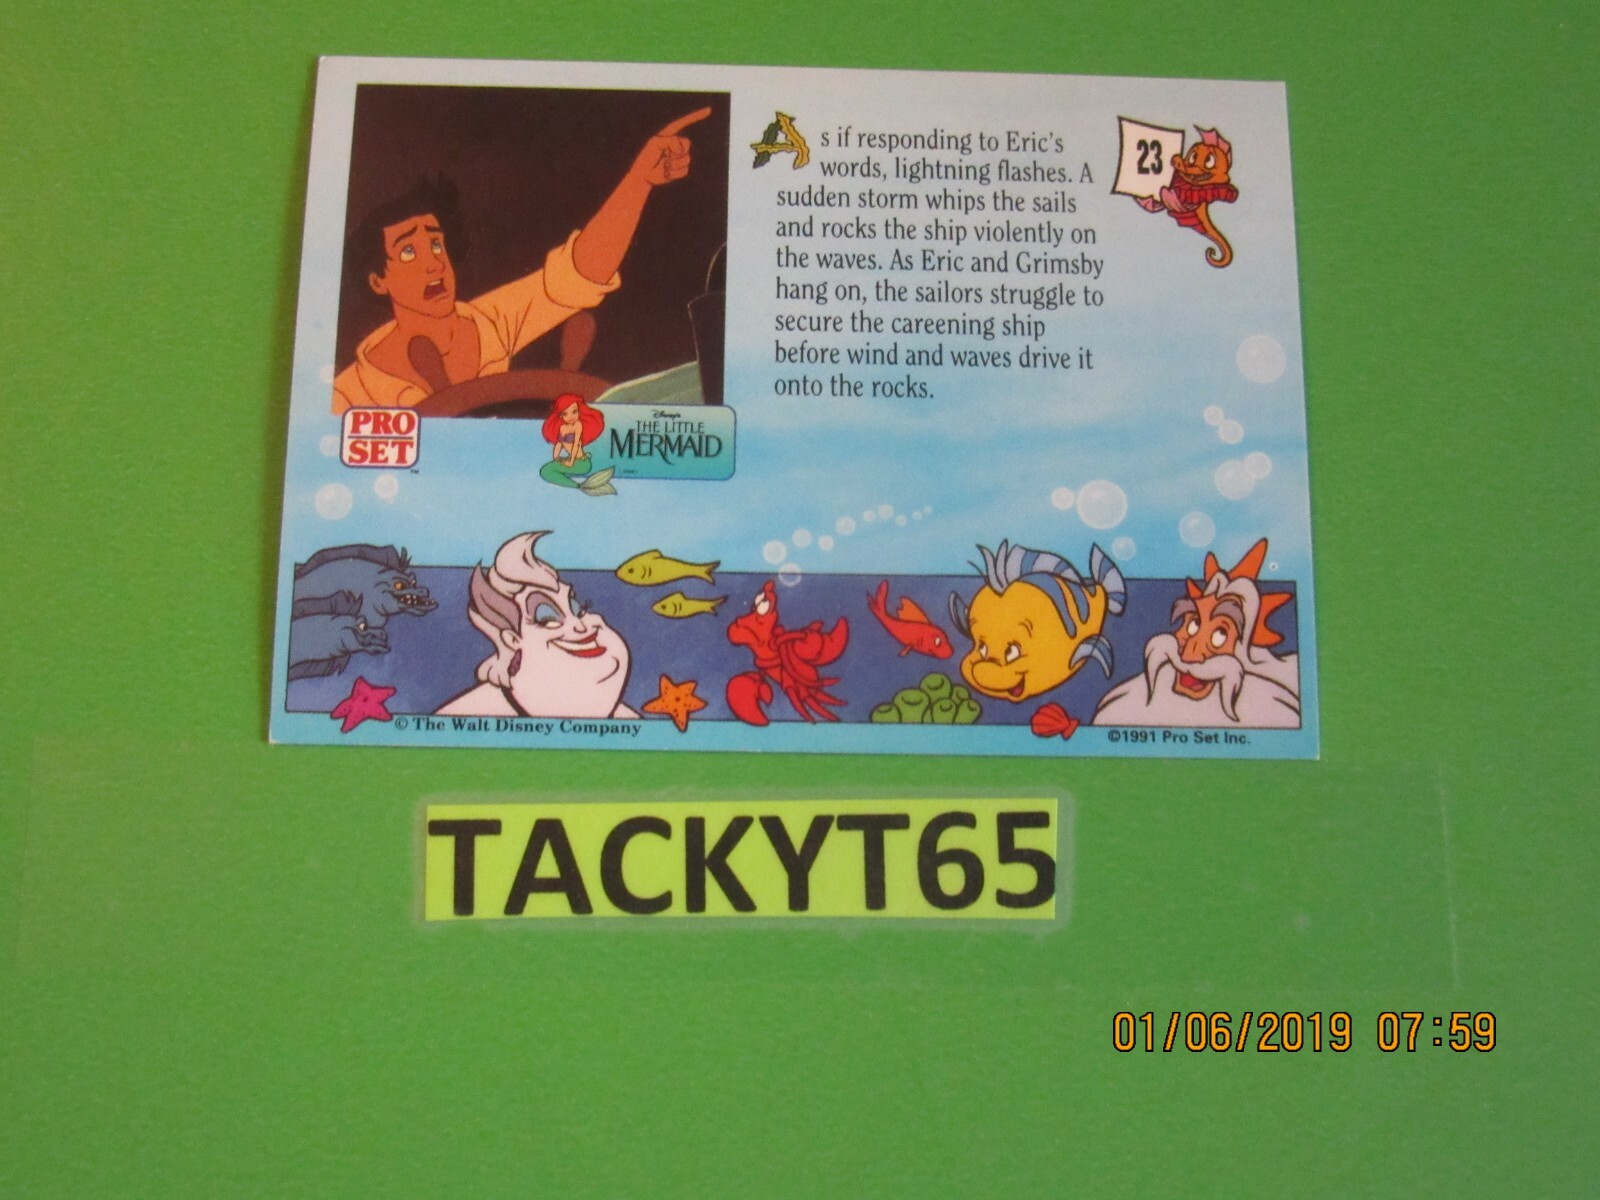 As if responding to Eric's
words, lightning flashes. A
sudden storm whips the sails
and rocks the ship violently on
the waves. As Eric and Grimsby
hang on, the sailors struggle to
secure the careening ship
before wind and waves drive it
onto the rocks.
23
PRO
SET
™
Disney's
THE LITTLE
MERMAID
© The Walt Disney Company
©1991 Pro Set Inc.
TACKYT65
01/06/2019 07:59